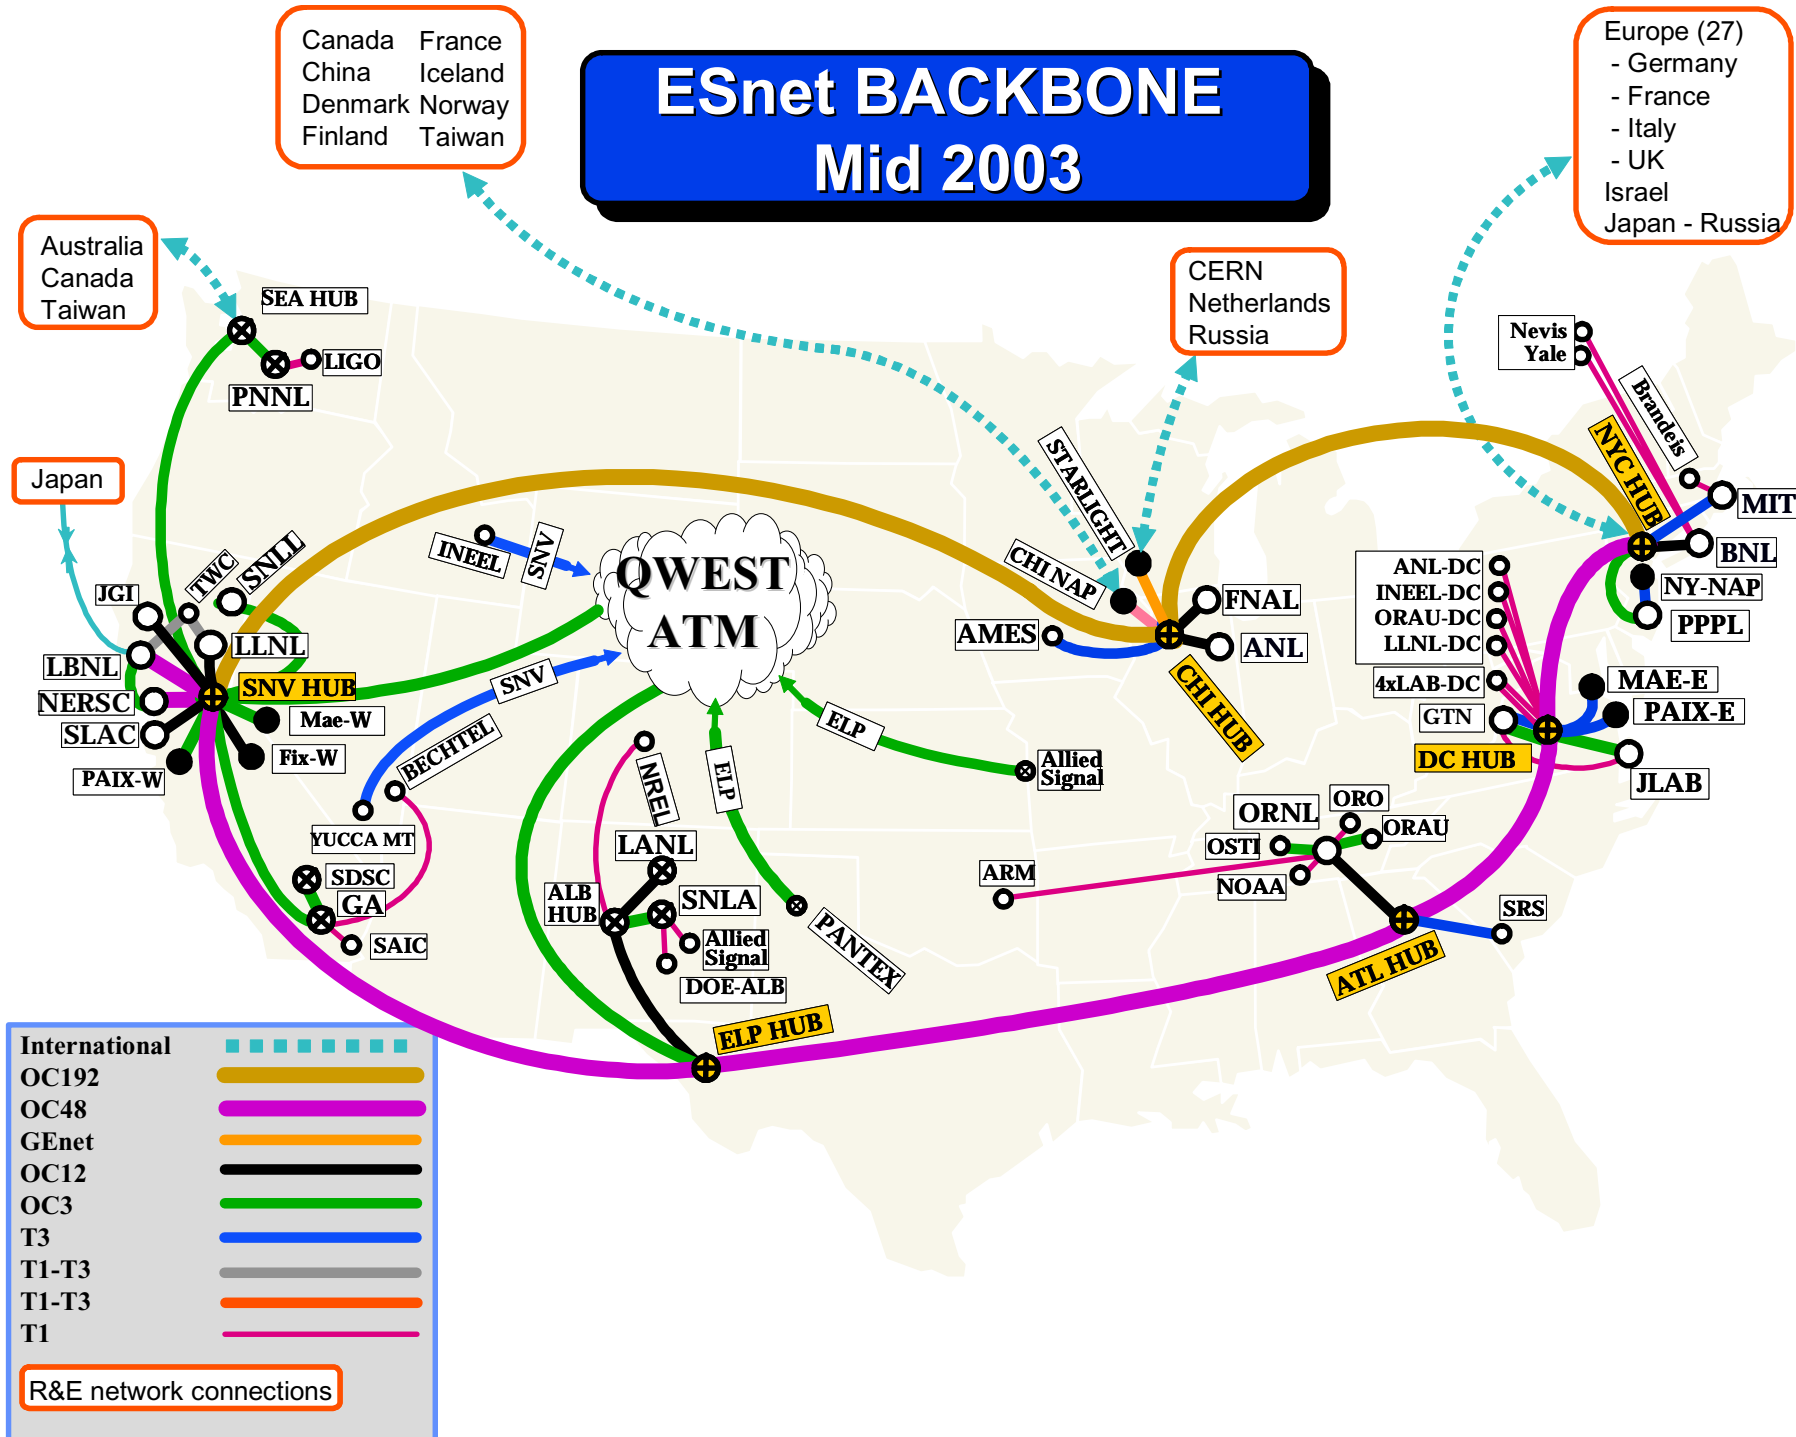 Canada France
China Iceland
Denmark Norway
Finland Taiwan
ESnet BACKBONE
Mid 2003
Europe (27)
- Germany
- France
- Italy
- UK
Israel
Japan - Russia
Australia
Canada
Taiwan
CERN
Netherlands
Russia
SEA HUB
LIGO
PNNL
Japan
Nevis
Yale
Brandeis
NYC HUB
MIT
BNL
NY-NAP
PPPL
STARLIGHT
CHI NAP
FNAL
AMES
ANL
CHI HUB
INEEL
SNV
QWEST
ATM
TWC
SNLL
JGI
LLNL
LBNL
SNV HUB
NERSC
Mae-W
SLAC
Fix-W
PAIX-W
SNV
BECHTEL
YUCCA MT
ELP
Allied
Signal
NREL
ELP
ANL-DC
INEEL-DC
ORAU-DC
LLNL-DC
4xLAB-DC
MAE-E
GTN
PAIX-E
DC HUB
JLAB
LANL
SDSC
GA
SAIC
ALB
HUB
SNLA
Allied
Signal
DOE-ALB
PANTEX
ELP HUB
ORNL
ORO
OSTI
ORAU
NOAA
ARM
SRS
ATL HUB
International
OC192
OC48
GEnet
OC12
OC3
T3
T1-T3
T1-T3
T1
R&E network connections